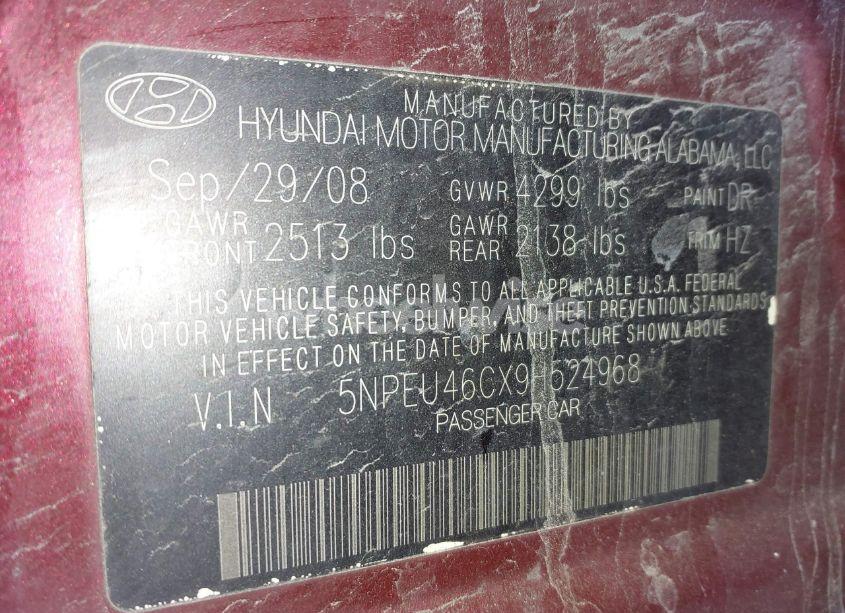 MANUFACTURED BY
HYUNDAI MOTOR MANUFACTURING ALABAMA, LLC
Sep/29/08 GVWR 4299 lbs PAINT DR
GAWR FRONT 2513 lbs GAWR REAR 2138 lbs TRIM HZ
THIS VEHICLE CONFORMS TO ALL APPLICABLE U.S.A. FEDERAL
MOTOR VEHICLE SAFETY, BUMPER, AND THEFT PREVENTION STANDARDS
IN EFFECT ON THE DATE OF MANUFACTURE SHOWN ABOVE
V.I.N 5NPEU46CX9H624968
PASSENGER CAR